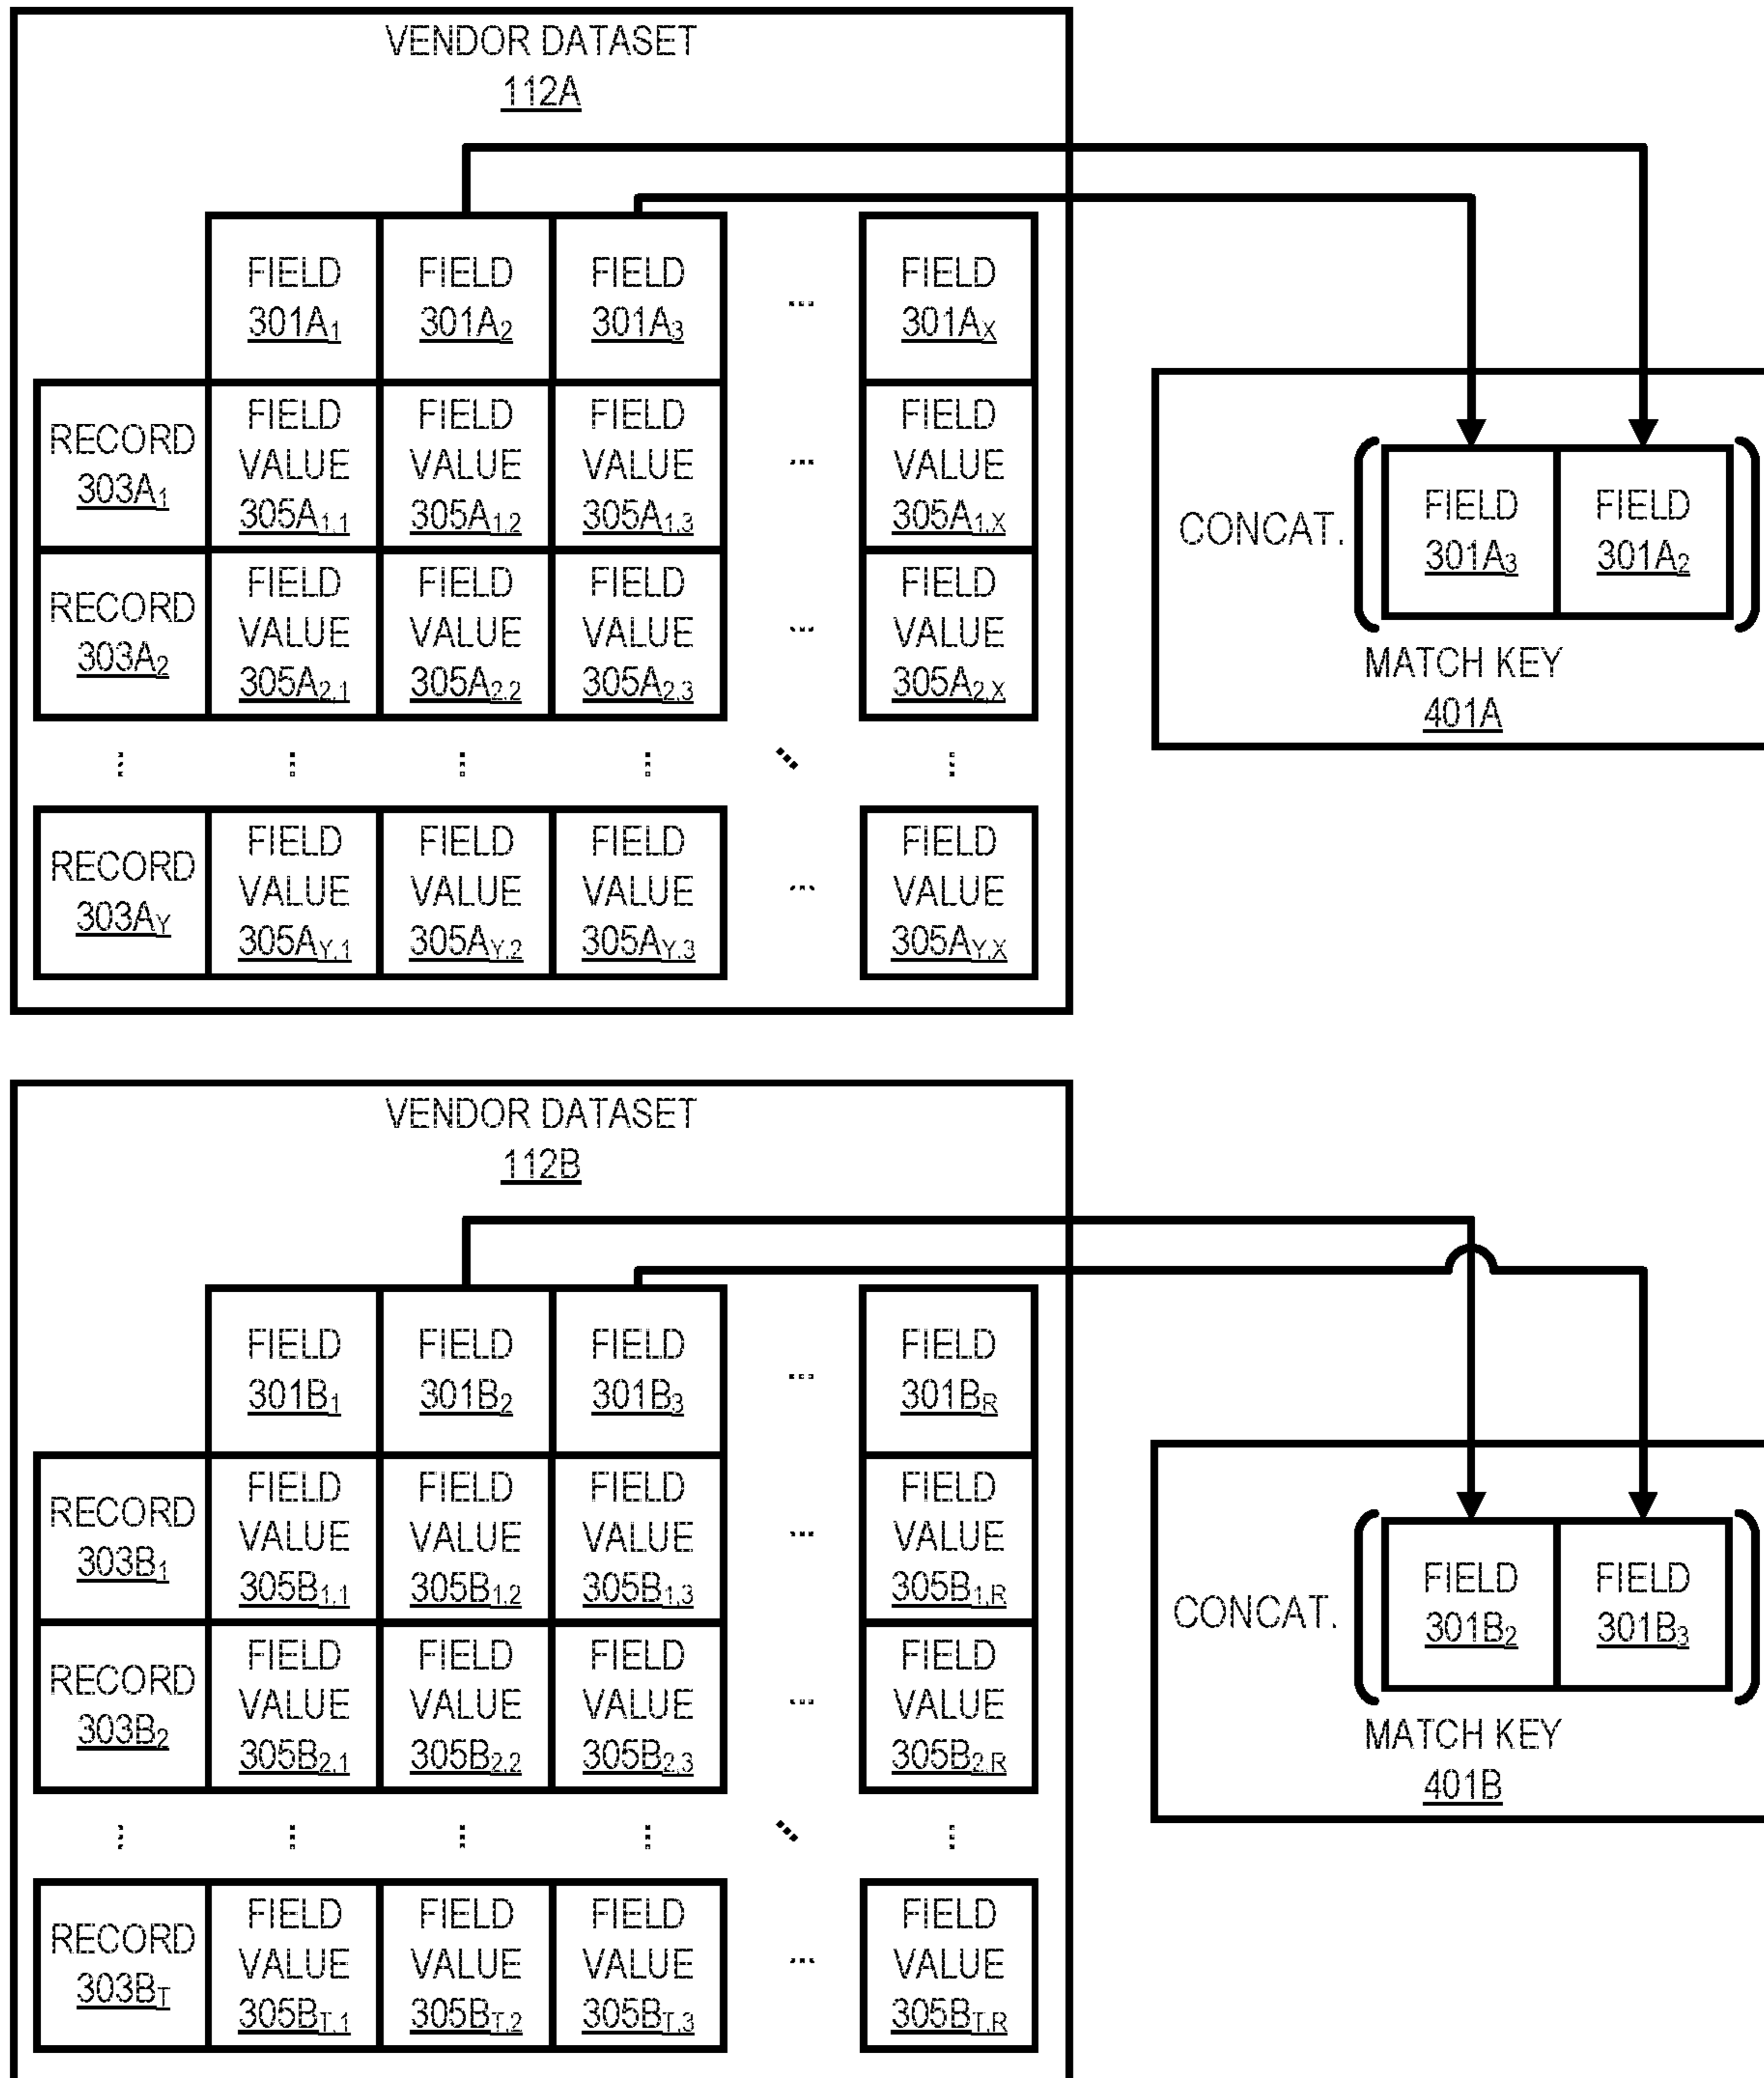 VENDOR DATASET
112A
FIELD FIELD FIELD ... FIELD
301A₁ 301A₂ 301A₃ 301Aₓ
RECORD
303A₁
FIELD FIELD FIELD FIELD
VALUE VALUE VALUE ... VALUE
305A₁,₁ 305A₁,₂ 305A₁,₃ 305A₁,X
RECORD
303A₂
FIELD FIELD FIELD FIELD
VALUE VALUE VALUE ... VALUE
305A₂,₁ 305A₂,₂ 305A₂,₃ 305A₂,X
RECORD
303AY
FIELD FIELD FIELD FIELD
VALUE VALUE VALUE ... VALUE
305AY,₁ 305AY,₂ 305AY,₃ 305AY,X
CONCAT.
FIELD FIELD
301A₃ 301A₂
MATCH KEY
401A
VENDOR DATASET
112B
FIELD FIELD FIELD ... FIELD
301B₁ 301B₂ 301B₃ 301BR
RECORD
303B₁
FIELD FIELD FIELD FIELD
VALUE VALUE VALUE ... VALUE
305B₁,₁ 305B₁,₂ 305B₁,₃ 305B₁,R
RECORD
303B₂
FIELD FIELD FIELD FIELD
VALUE VALUE VALUE ... VALUE
305B₂,₁ 305B₂,₂ 305B₂,₃ 305B₂,R
RECORD
303BT
FIELD FIELD FIELD FIELD
VALUE VALUE VALUE ... VALUE
305BT,₁ 305BT,₂ 305BT,₃ 305BT,R
CONCAT.
FIELD FIELD
301B₂ 301B₃
MATCH KEY
401B